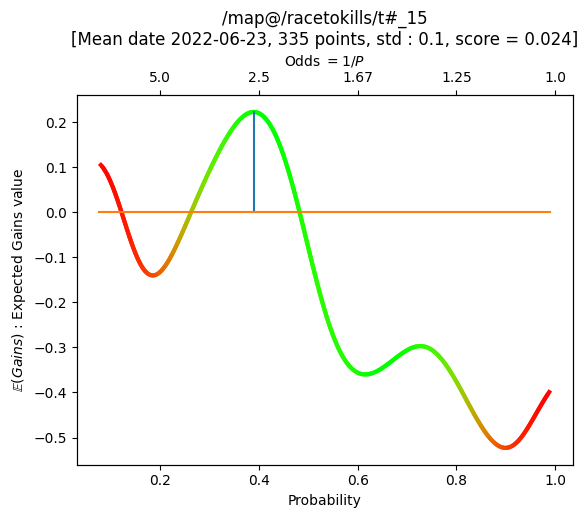 /map@/racetokills/t#_15
[Mean date 2022-06-23, 335 points, std : 0.1, score = 0.024]
Odds = 1/P
5.0 2.5 1.67 1.25 1.0
0.2
0.1
0.0
−0.1
−0.2
−0.3
−0.4
−0.5
𝔼(Gains) : Expected Gains value
0.2 0.4 0.6 0.8 1.0
Probability